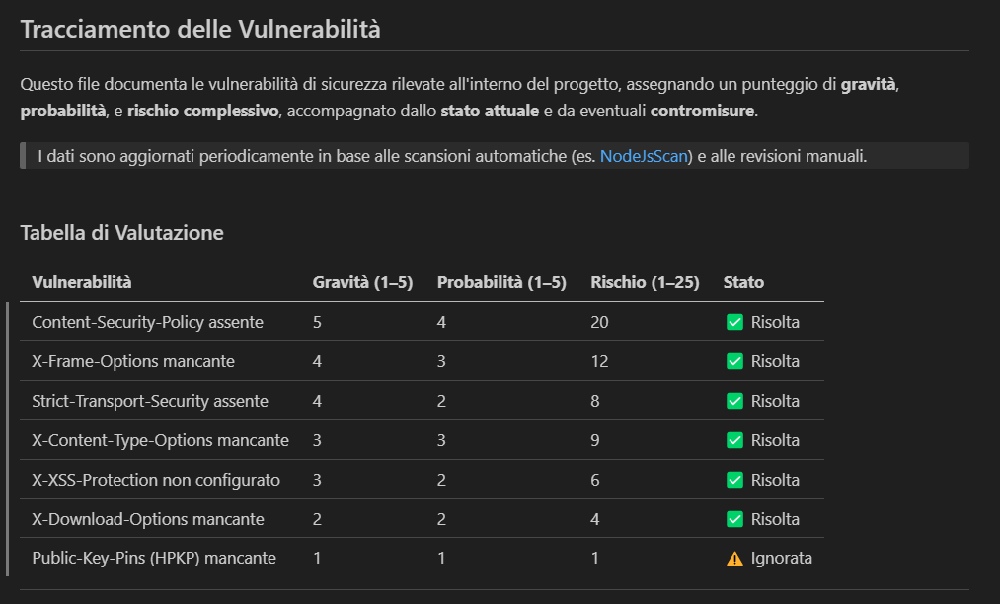 Tracciamento delle Vulnerabilità
Questo file documenta le vulnerabilità di sicurezza rilevate all'interno del progetto, assegnando un punteggio di gravità,
probabilità, e rischio complessivo, accompagnato dallo stato attuale e da eventuali contromisure.
I dati sono aggiornati periodicamente in base alle scansioni automatiche (es. NodeJsScan) e alle revisioni manuali.
Tabella di Valutazione
Vulnerabilità Gravità (1–5) Probabilità (1–5) Rischio (1–25) Stato
Content-Security-Policy assente 5 4 20 ✅ Risolta
X-Frame-Options mancante 4 3 12 ✅ Risolta
Strict-Transport-Security assente 4 2 8 ✅ Risolta
X-Content-Type-Options mancante 3 3 9 ✅ Risolta
X-XSS-Protection non configurato 3 2 6 ✅ Risolta
X-Download-Options mancante 2 2 4 ✅ Risolta
Public-Key-Pins (HPKP) mancante 1 1 1 ⚠️ Ignorata